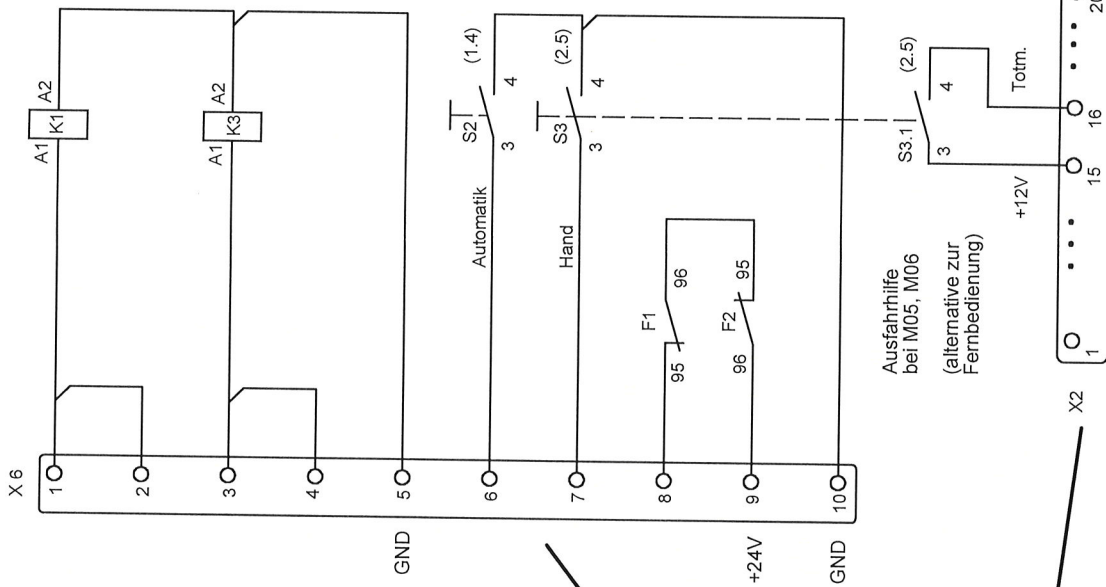 X 6
1
2
3
4
5
6
7
8
9
10
GND
+24V
GND
A1
K1
A2
A1
K3
A2
Automatik
3
S2
4
(1.4)
Hand
3
S3
4
(2.5)
95
F1
96
96
F2
95
Ausfahrhilfe
bei M05, M06
(alternative zur
Fernbedienung)
S3.1
3
4
(2.5)
+12V
Totm.
X2
1
15
16
20